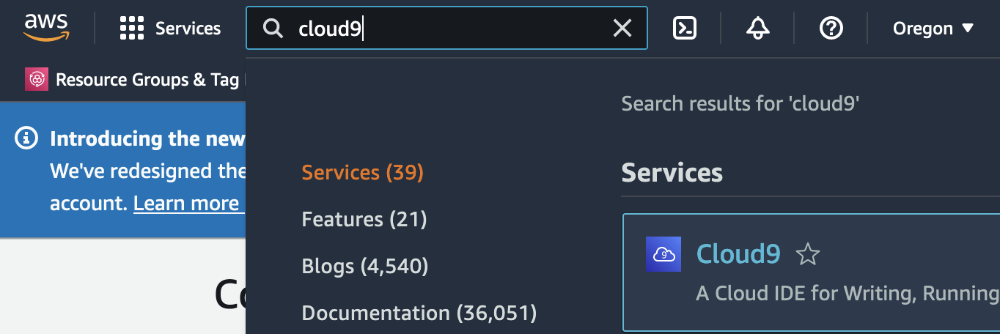 aws
Services
cloud9
Oregon
Resource Groups & Tag
Introducing the new
We've redesigned the
account. Learn more
Search results for 'cloud9'
Services (39)
Features (21)
Blogs (4,540)
Documentation (36,051)
Services
9
Cloud9
A Cloud IDE for Writing, Running